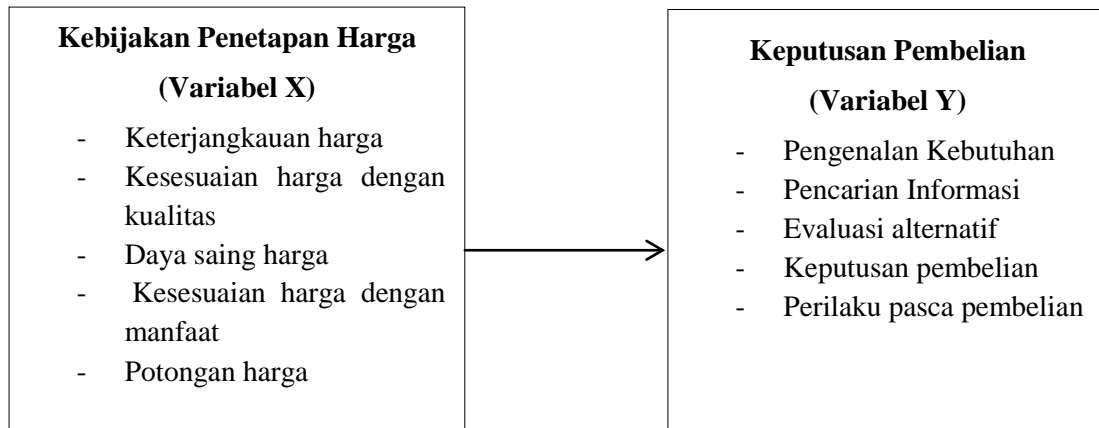 Kebijakan Penetapan Harga
(Variabel X)
- Keterjangkauan harga
- Kesesuaian harga dengan
kualitas
- Daya saing harga
- Kesesuaian harga dengan
manfaat
- Potongan harga
Keputusan Pembelian
(Variabel Y)
- Pengenalan Kebutuhan
- Pencarian Informasi
- Evaluasi alternatif
- Keputusan pembelian
- Perilaku pasca pembelian